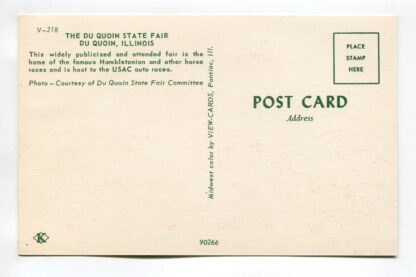 V-218
THE DU QUOIN STATE FAIR
DU QUOIN, ILLINOIS
This widely publicized and attended fair is the
home of the famous Hambletonian and other horse
races and is host to the USAC auto races.
Photo — Courtesy of Du Quoin State Fair Committee
Midwest color by VIEW-CARDS, Pontiac, Ill.
PLACE
STAMP
HERE
POST CARD
Address
K
90266